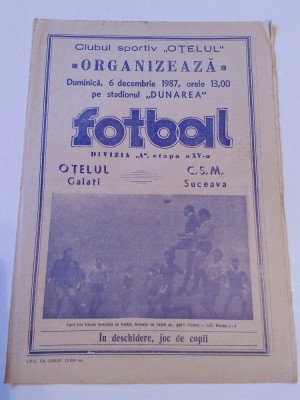 Clubul sportiv „OȚELUL"
ORGANIZEAZĂ
Duminică, 6 decembrie 1987, orele 13,00
pe stadionul „DUNAREA"
fotbal
DIVIZIA „A", etapa a XV-a
OȚELUL
Galați
C.S.M.
Suceava
În deschidere, joc de copii